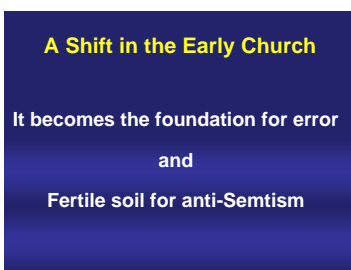 A Shift in the Early Church
It becomes the foundation for error
and
Fertile soil for anti-Semtism